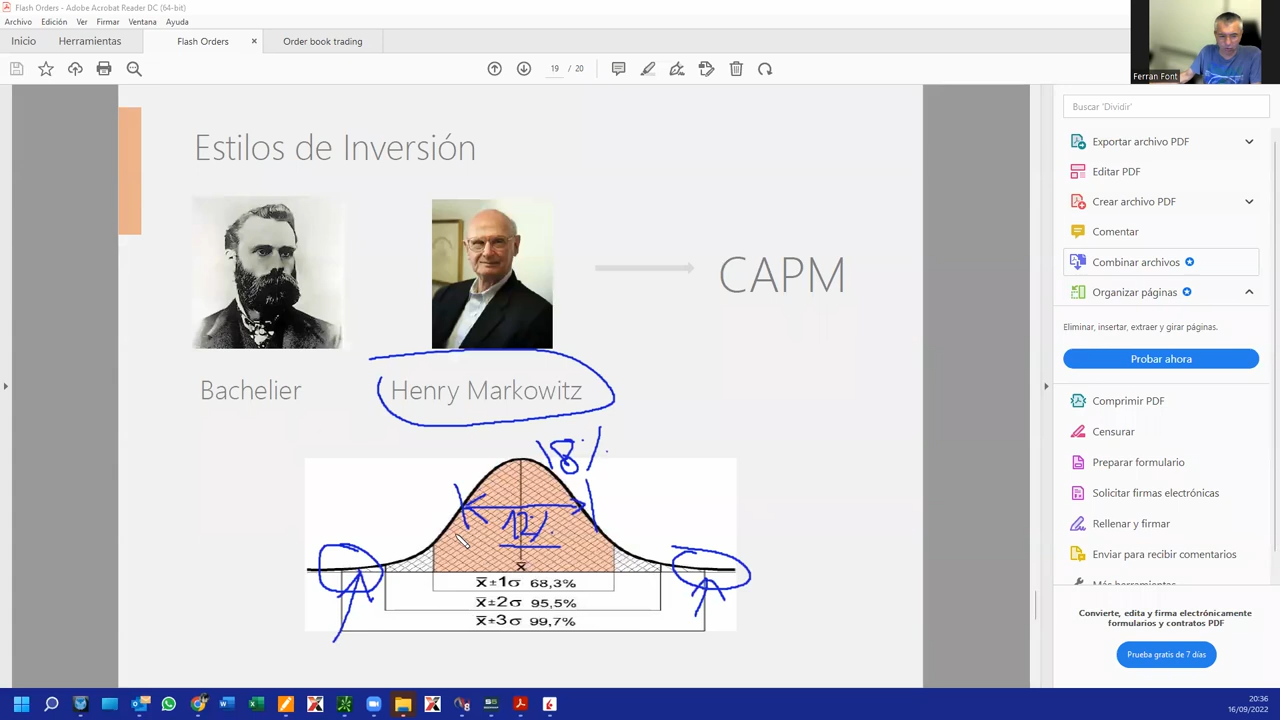 Flash Orders - Adobe Acrobat Reader DC (64-bit)
Archivo Edición Ver Firmar Ventana Ayuda
Inicio Herramientas Flash Orders × Order book trading
19 / 20
Ferran Font
Estilos de Inversión
CAPM
Bachelier Henry Markowitz
18%
12%
x̄
x̄±1σ 68,3%
x̄±2σ 95,5%
x̄±3σ 99,7%
Buscar 'Dividir'
Exportar archivo PDF
Editar PDF
Crear archivo PDF
Comentar
Combinar archivos
Organizar páginas
Eliminar, insertar, extraer y girar páginas.
Probar ahora
Comprimir PDF
Censurar
Preparar formulario
Solicitar firmas electrónicas
Rellenar y firmar
Enviar para recibir comentarios
Más herramientas
Convierte, edita y firma electrónicamente
formularios y contratos PDF
Prueba gratis de 7 días
20:36
16/09/2022